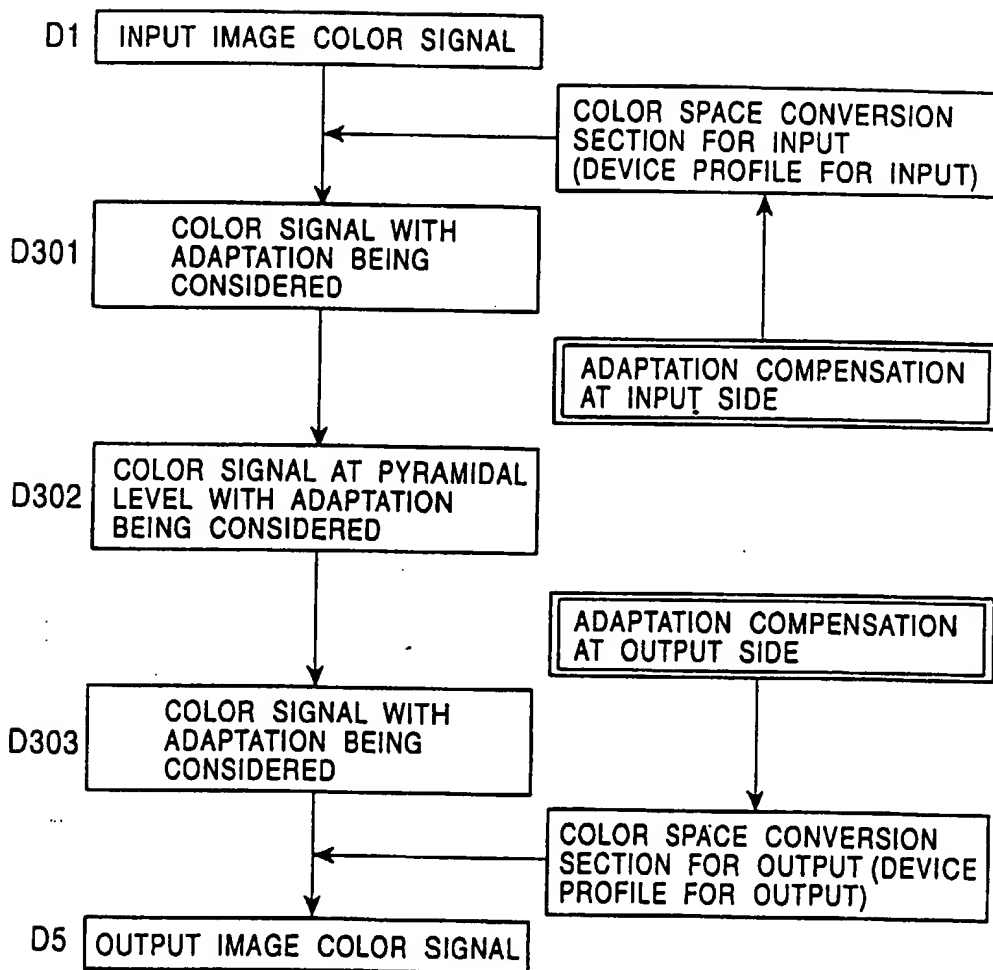 D1 INPUT IMAGE COLOR SIGNAL
COLOR SPACE CONVERSION
SECTION FOR INPUT
(DEVICE PROFILE FOR INPUT)
D301
COLOR SIGNAL WITH
ADAPTATION BEING
CONSIDERED
ADAPTATION COMPENSATION
AT INPUT SIDE
D302
COLOR SIGNAL AT PYRAMIDAL
LEVEL WITH ADAPTATION
BEING CONSIDERED
ADAPTATION COMPENSATION
AT OUTPUT SIDE
D303
COLOR SIGNAL WITH
ADAPTATION BEING
CONSIDERED
COLOR SPACE CONVERSION
SECTION FOR OUTPUT (DEVICE
PROFILE FOR OUTPUT)
D5 OUTPUT IMAGE COLOR SIGNAL